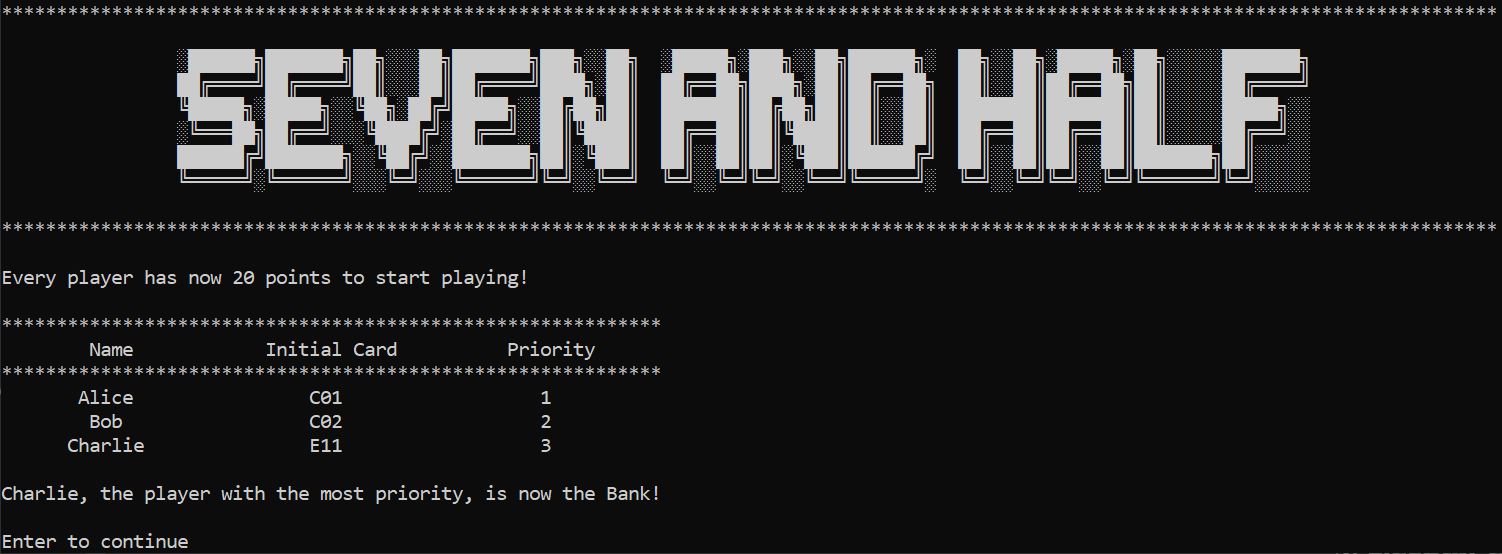 ****************************************************************************************************************************************
SEVEN AND HALF
****************************************************************************************************************************************
Every player has now 20 points to start playing!
************************************************************
Name Initial Card Priority
************************************************************
Alice C01 1
Bob C02 2
Charlie E11 3
Charlie, the player with the most priority, is now the Bank!
Enter to continue